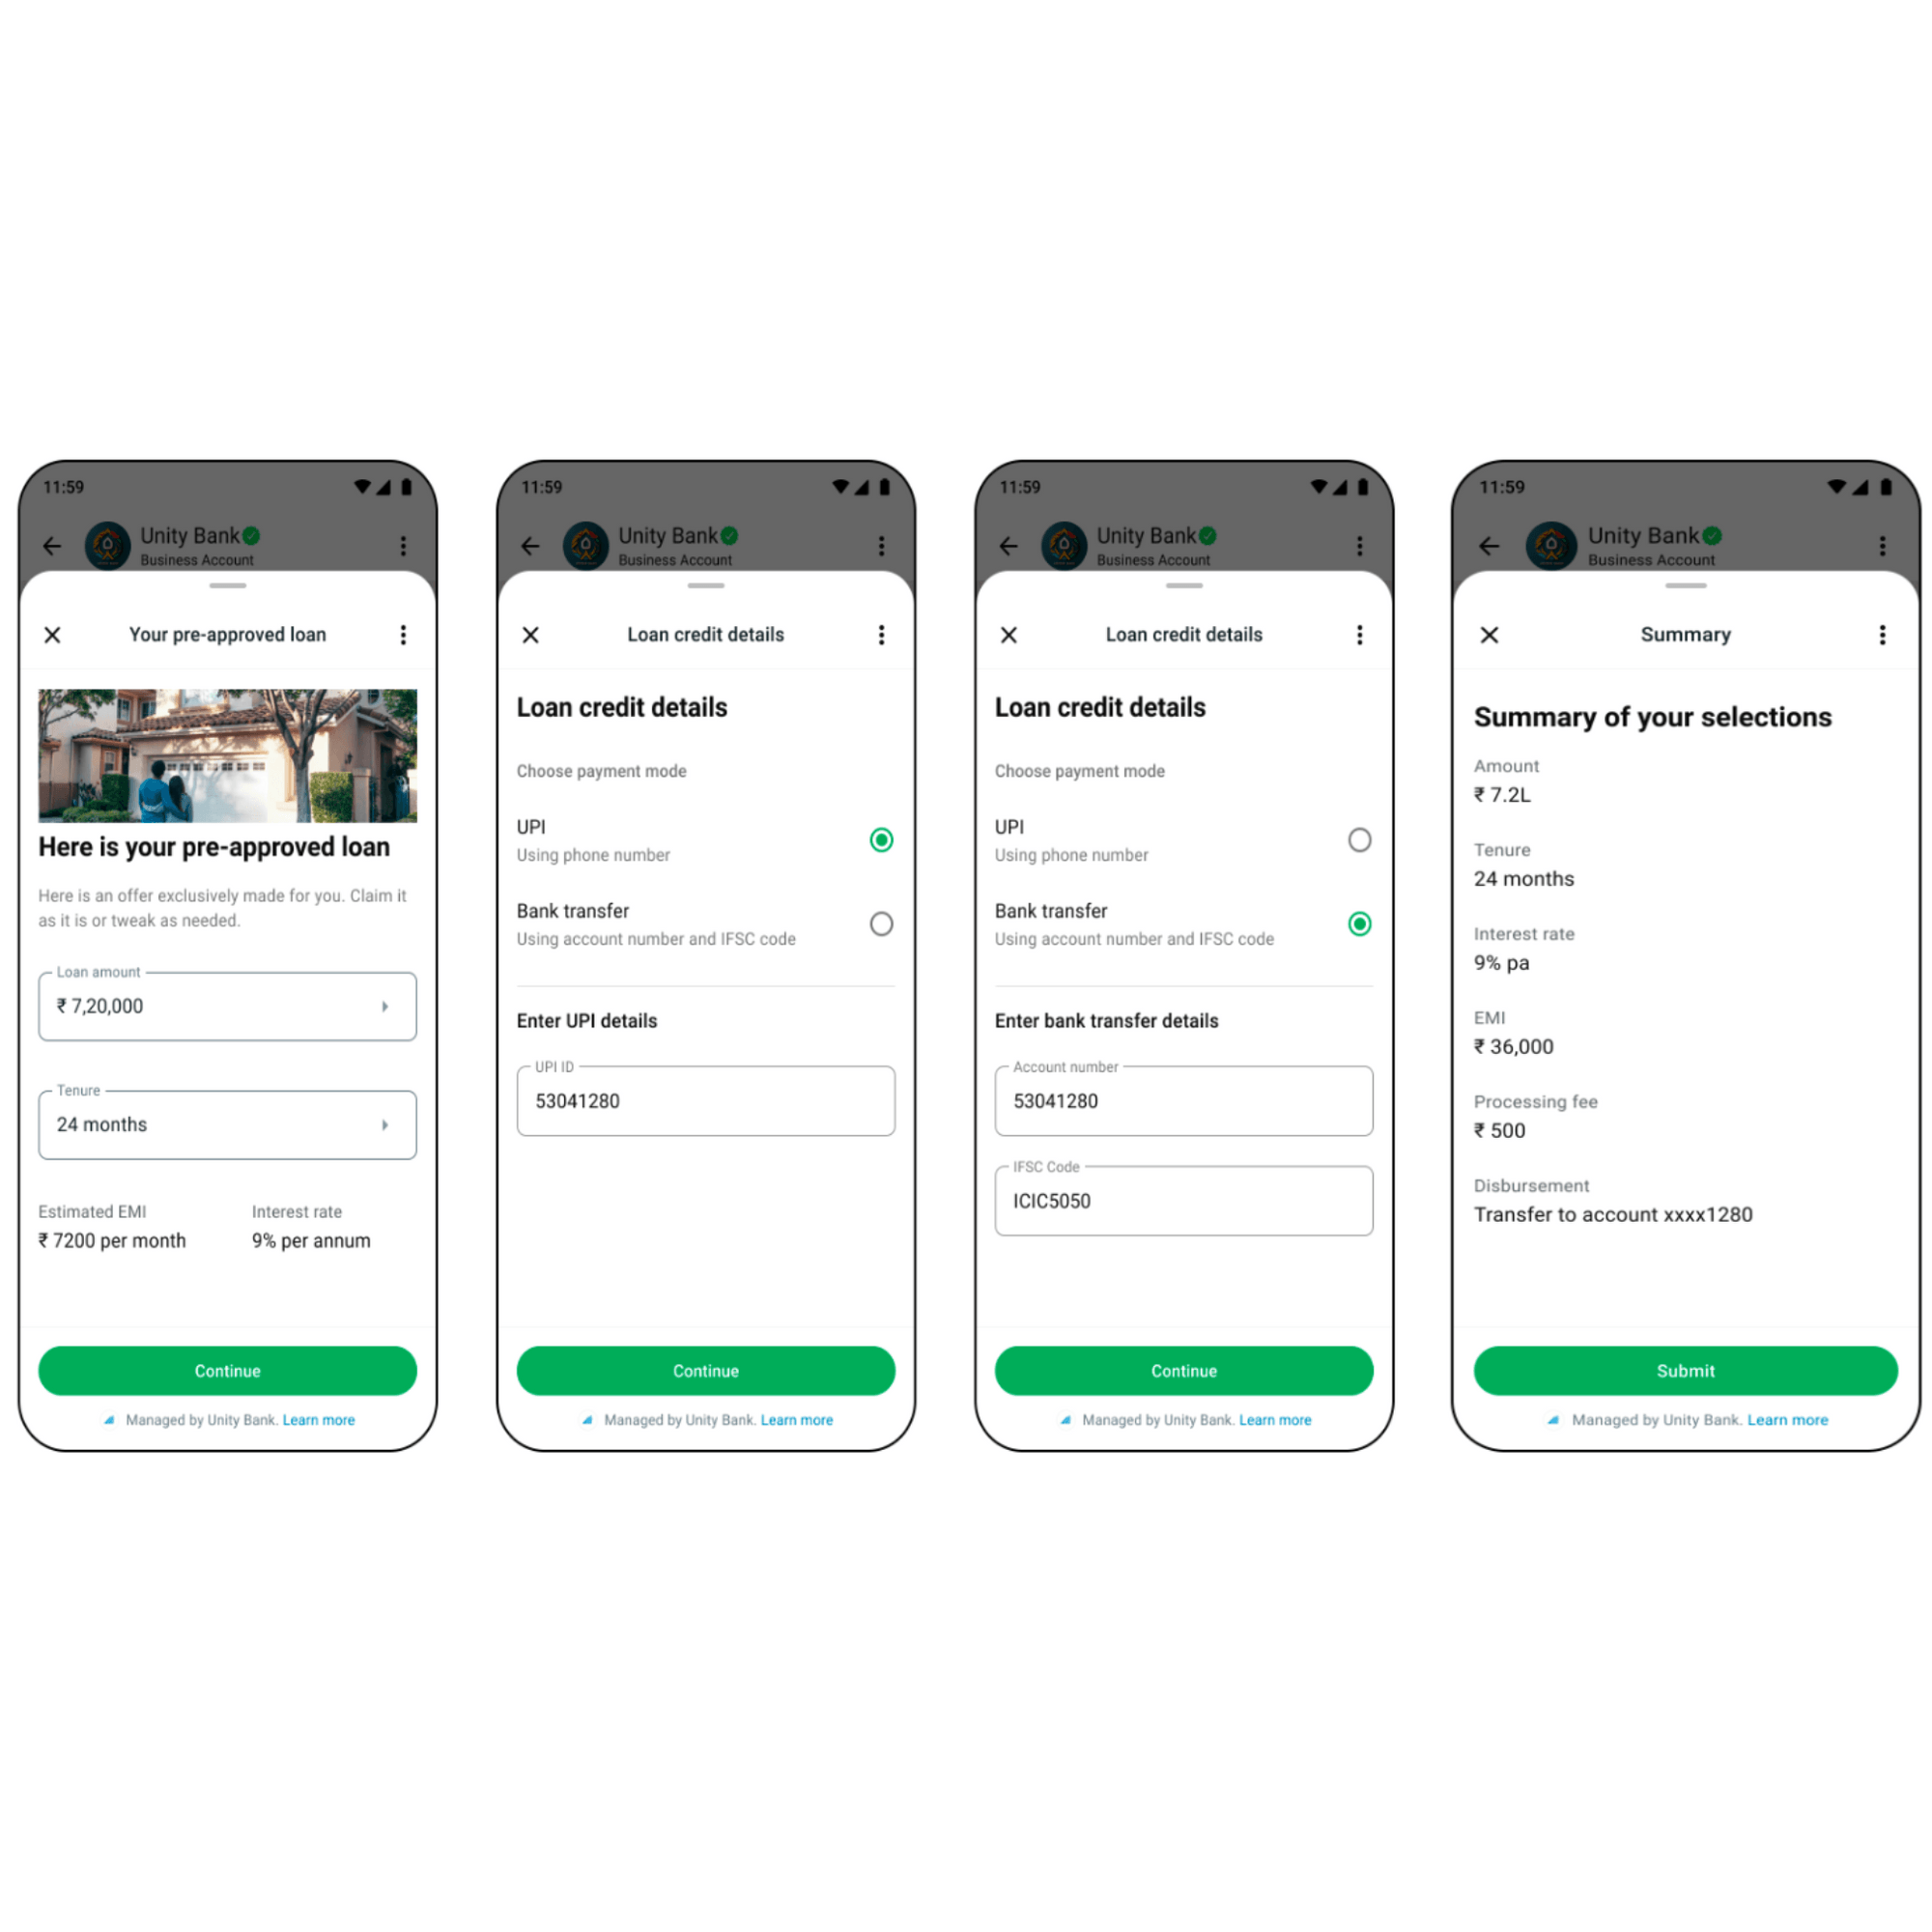 11:59
Unity Bank
Business Account
Your pre-approved loan
Here is your pre-approved loan
Here is an offer exclusively made for you. Claim it
as it is or tweak as needed.
Loan amount
₹ 7,20,000
Tenure
24 months
Estimated EMI
Interest rate
₹ 7200 per month
9% per annum
Continue
Managed by Unity Bank. Learn more
11:59
Unity Bank
Business Account
Loan credit details
Loan credit details
Choose payment mode
UPI
Using phone number
Bank transfer
Using account number and IFSC code
Enter UPI details
UPI ID
53041280
Continue
Managed by Unity Bank. Learn more
11:59
Unity Bank
Business Account
Loan credit details
Loan credit details
Choose payment mode
UPI
Using phone number
Bank transfer
Using account number and IFSC code
Enter bank transfer details
Account number
53041280
IFSC Code
ICIC5050
Continue
Managed by Unity Bank. Learn more
11:59
Unity Bank
Business Account
Summary
Summary of your selections
Amount
₹ 7.2L
Tenure
24 months
Interest rate
9% pa
EMI
₹ 36,000
Processing fee
₹ 500
Disbursement
Transfer to account xxxx1280
Submit
Managed by Unity Bank. Learn more